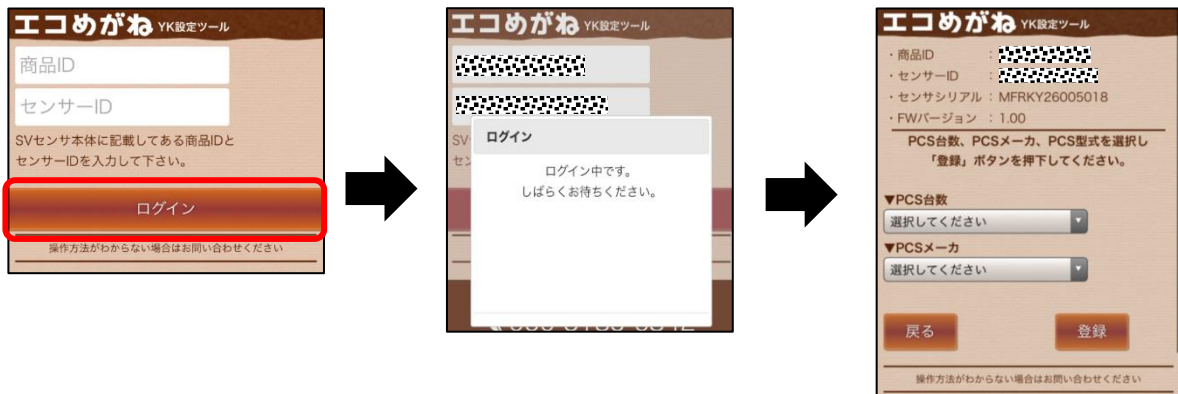 エコめがね YK設定ツール
商品ID
センサーID
SVセンサ本体に記載してある商品IDと
センサーIDを入力して下さい。
ログイン
操作方法がわからない場合はお問い合わせください
エコめがね YK設定ツール
SV
セン
ログイン
ログイン中です。
しばらくお待ちください。
エコめがね YK設定ツール
・商品ID :
・センサーID :
・センサシリアル : MFRKY26005018
・FWバージョン : 1.00
PCS台数、PCSメーカ、PCS型式を選択し
「登録」ボタンを押下してください。
▼PCS台数
選択してください
▼PCSメーカ
選択してください
戻る 登録
操作方法がわからない場合はお問い合わせください